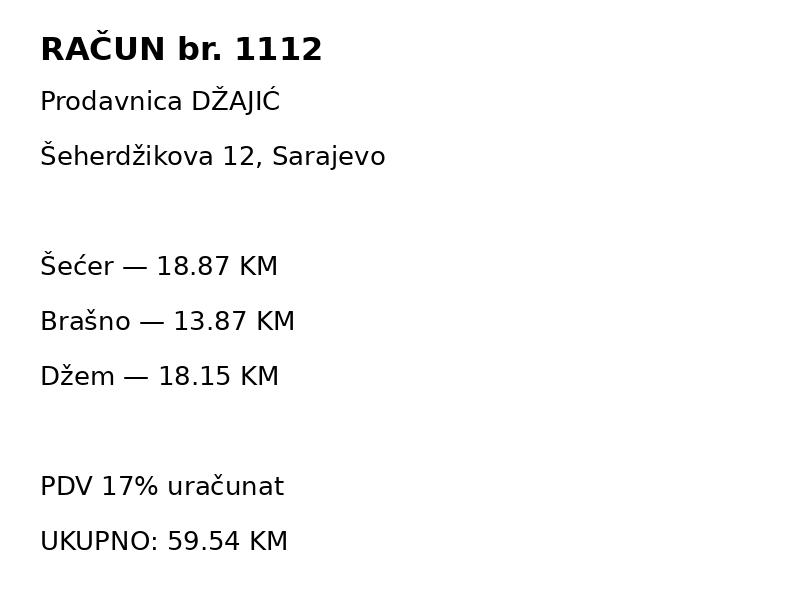 RAČUN br. 1112
Prodavnica DŽAJIĆ
Šeherdžikova 12, Sarajevo
Šećer — 18.87 KM
Brašno — 13.87 KM
Džem — 18.15 KM
PDV 17% uračunat
UKUPNO: 59.54 KM